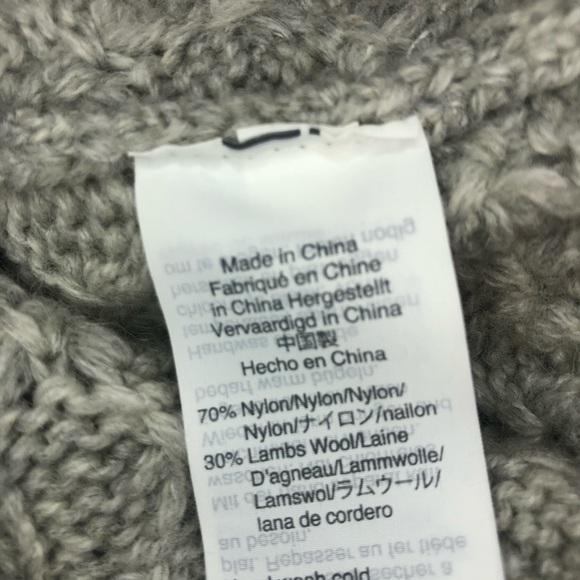 Made in China
Fabriqué en Chine
in China Hergestellt
Vervaardigd in China
中国製
Hecho en China
70% Nylon/Nylon/Nylon/
Nylon/ナイロン/nailon
30% Lambs Wool/Laine
D'agneau/Lammwolle/
Lamswol/ラムウール/
lana de cordero
cold